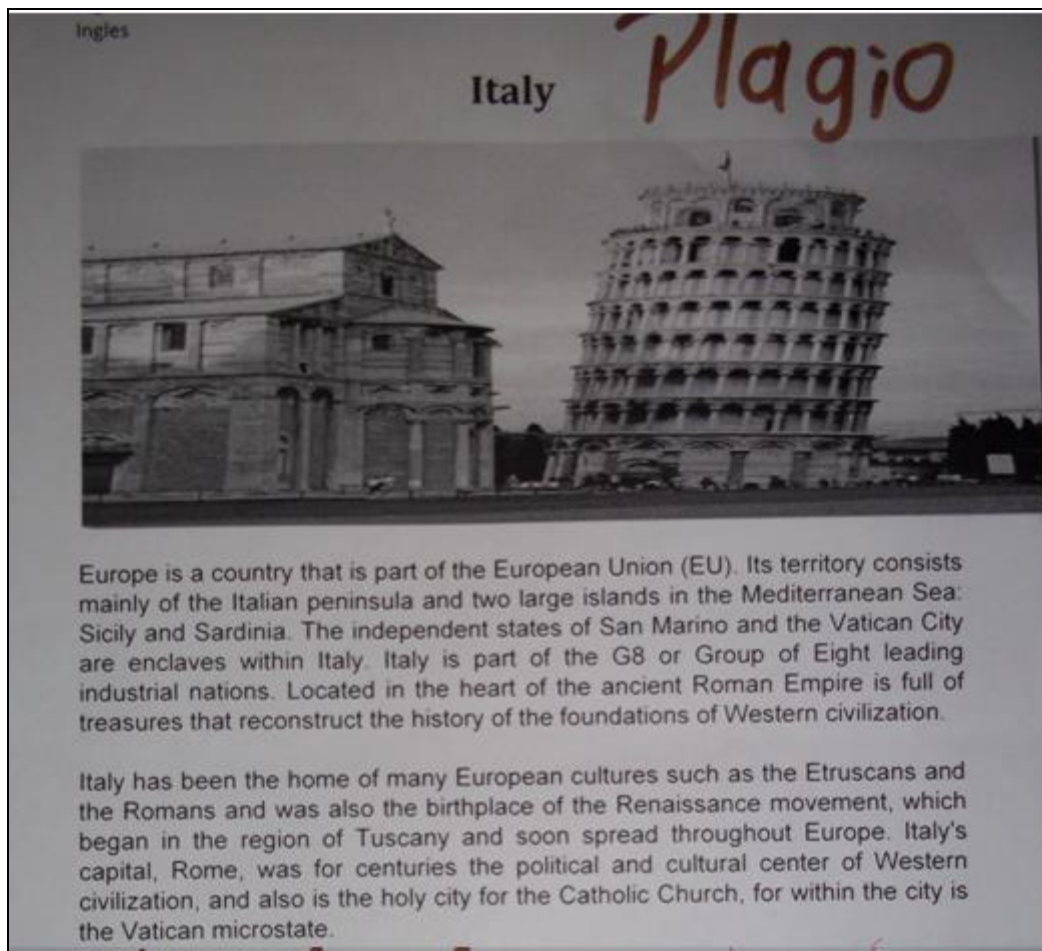 Ingles
Italy
Plagio
Europe is a country that is part of the European Union (EU). Its territory consists
mainly of the Italian peninsula and two large islands in the Mediterranean Sea:
Sicily and Sardinia. The independent states of San Marino and the Vatican City
are enclaves within Italy. Italy is part of the G8 or Group of Eight leading
industrial nations. Located in the heart of the ancient Roman Empire is full of
treasures that reconstruct the history of the foundations of Western civilization.
Italy has been the home of many European cultures such as the Etruscans and
the Romans and was also the birthplace of the Renaissance movement, which
began in the region of Tuscany and soon spread throughout Europe. Italy's
capital, Rome, was for centuries the political and cultural center of Western
civilization, and also is the holy city for the Catholic Church, for within the city is
the Vatican microstate.